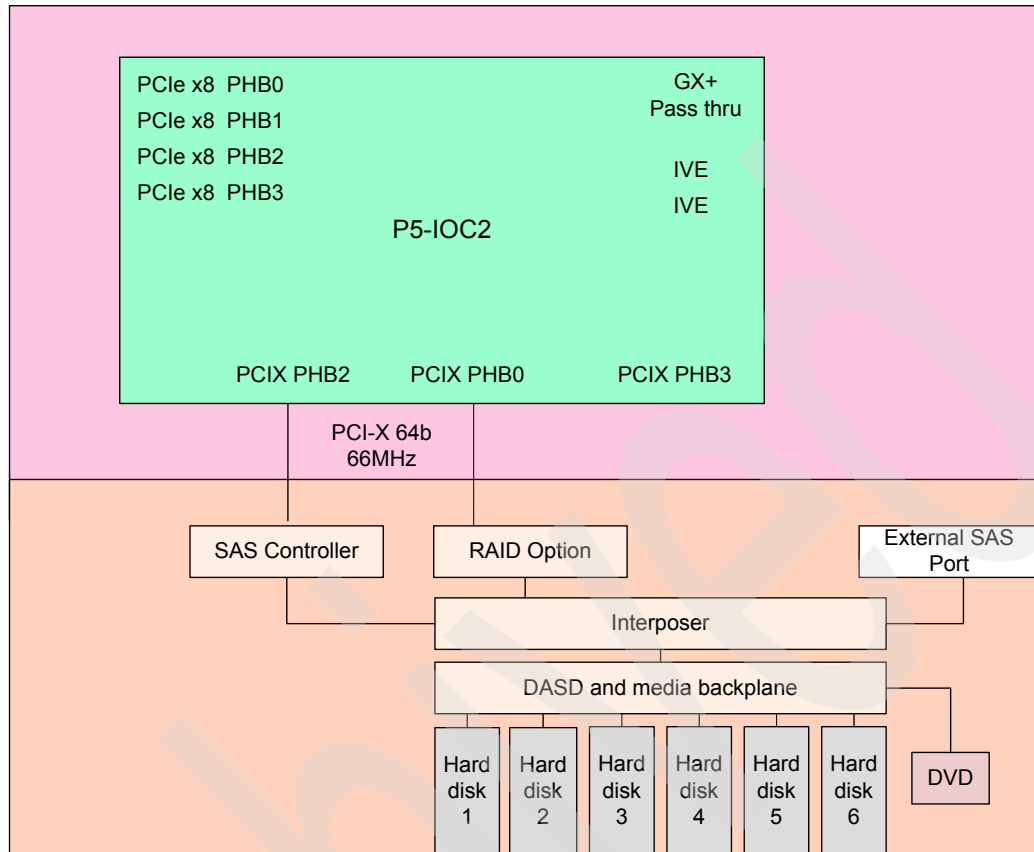 PCIe x8 PHB0
PCIe x8 PHB1
PCIe x8 PHB2
PCIe x8 PHB3
GX+
Pass thru
IVE
IVE
P5-IOC2
PCIX PHB2
PCIX PHB0
PCIX PHB3
PCI-X 64b
66MHz
SAS Controller
RAID Option
External SAS
Port
Interposer
DASD and media backplane
Hard
disk
1
Hard
disk
2
Hard
disk
3
Hard
disk
4
Hard
disk
5
Hard
disk
6
DVD